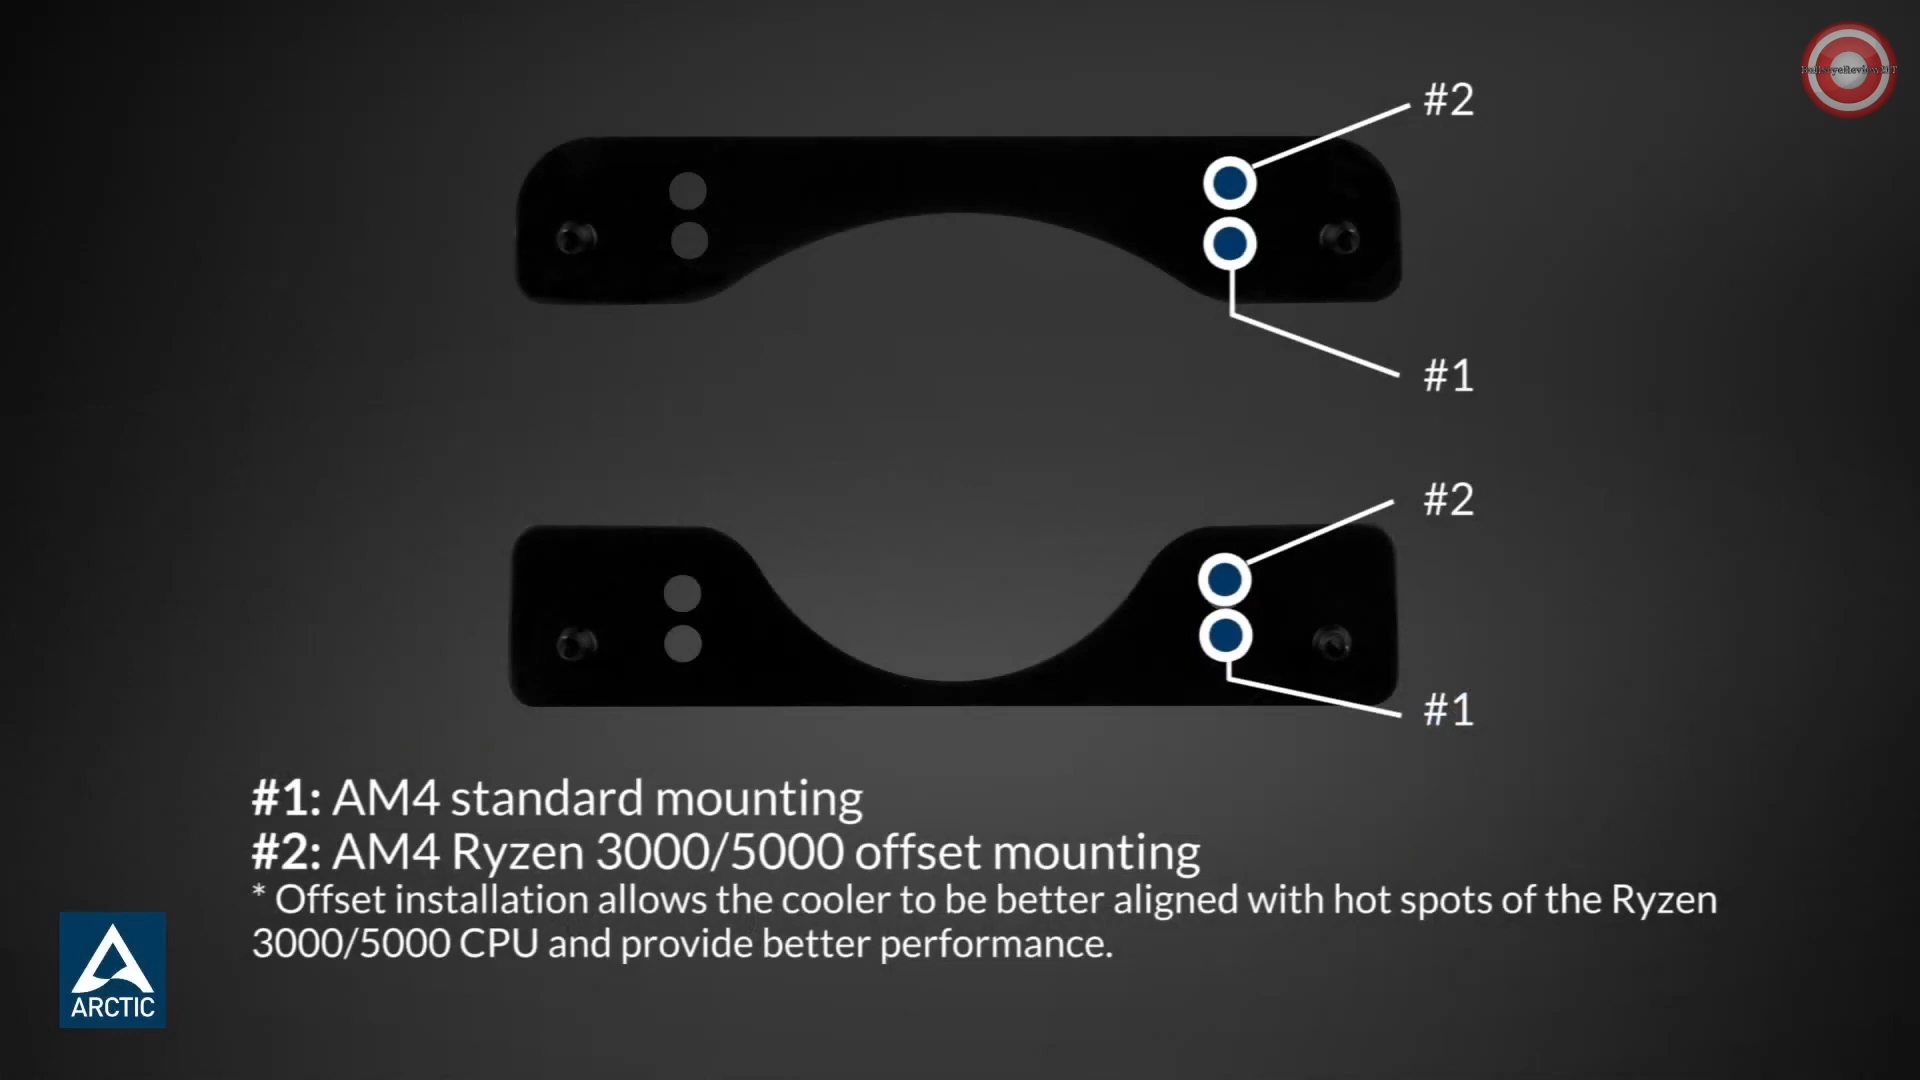 #2
#1
#2
#1
#1: AM4 standard mounting
#2: AM4 Ryzen 3000/5000 offset mounting
* Offset installation allows the cooler to be better aligned with hot spots of the Ryzen
3000/5000 CPU and provide better performance.
ARCTIC